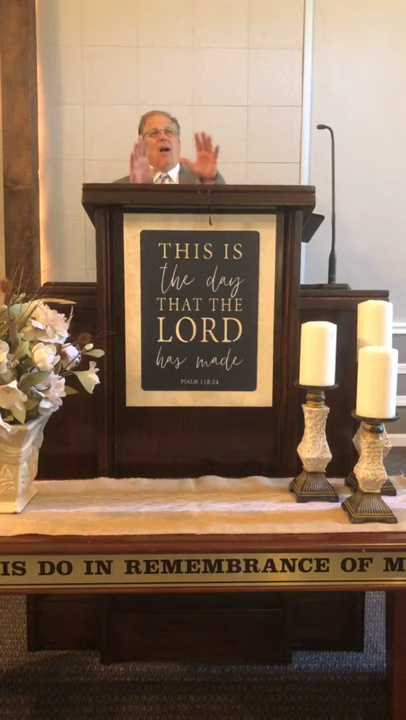 THIS IS
the day
THAT THE
LORD
has made
PSALM 118:24
IS DO IN REMEMBRANCE OF M